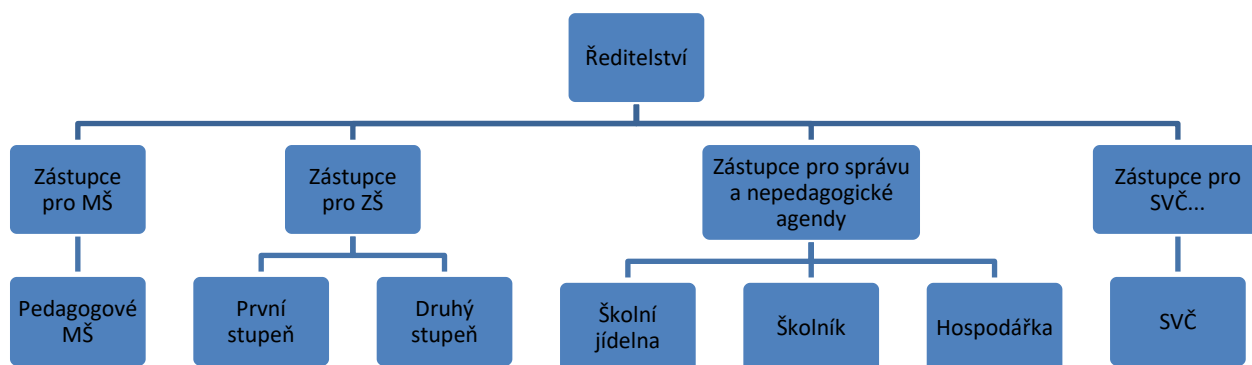 Ředitelství
Zástupce
pro MŠ
Zástupce
pro ZŠ
Zástupce pro správu
a nepedagogické
agendy
Zástupce pro
SVČ...
Pedagogové
MŠ
První
stupeň
Druhý
stupeň
Školní
jídelna
Školník
Hospodářka
SVČ